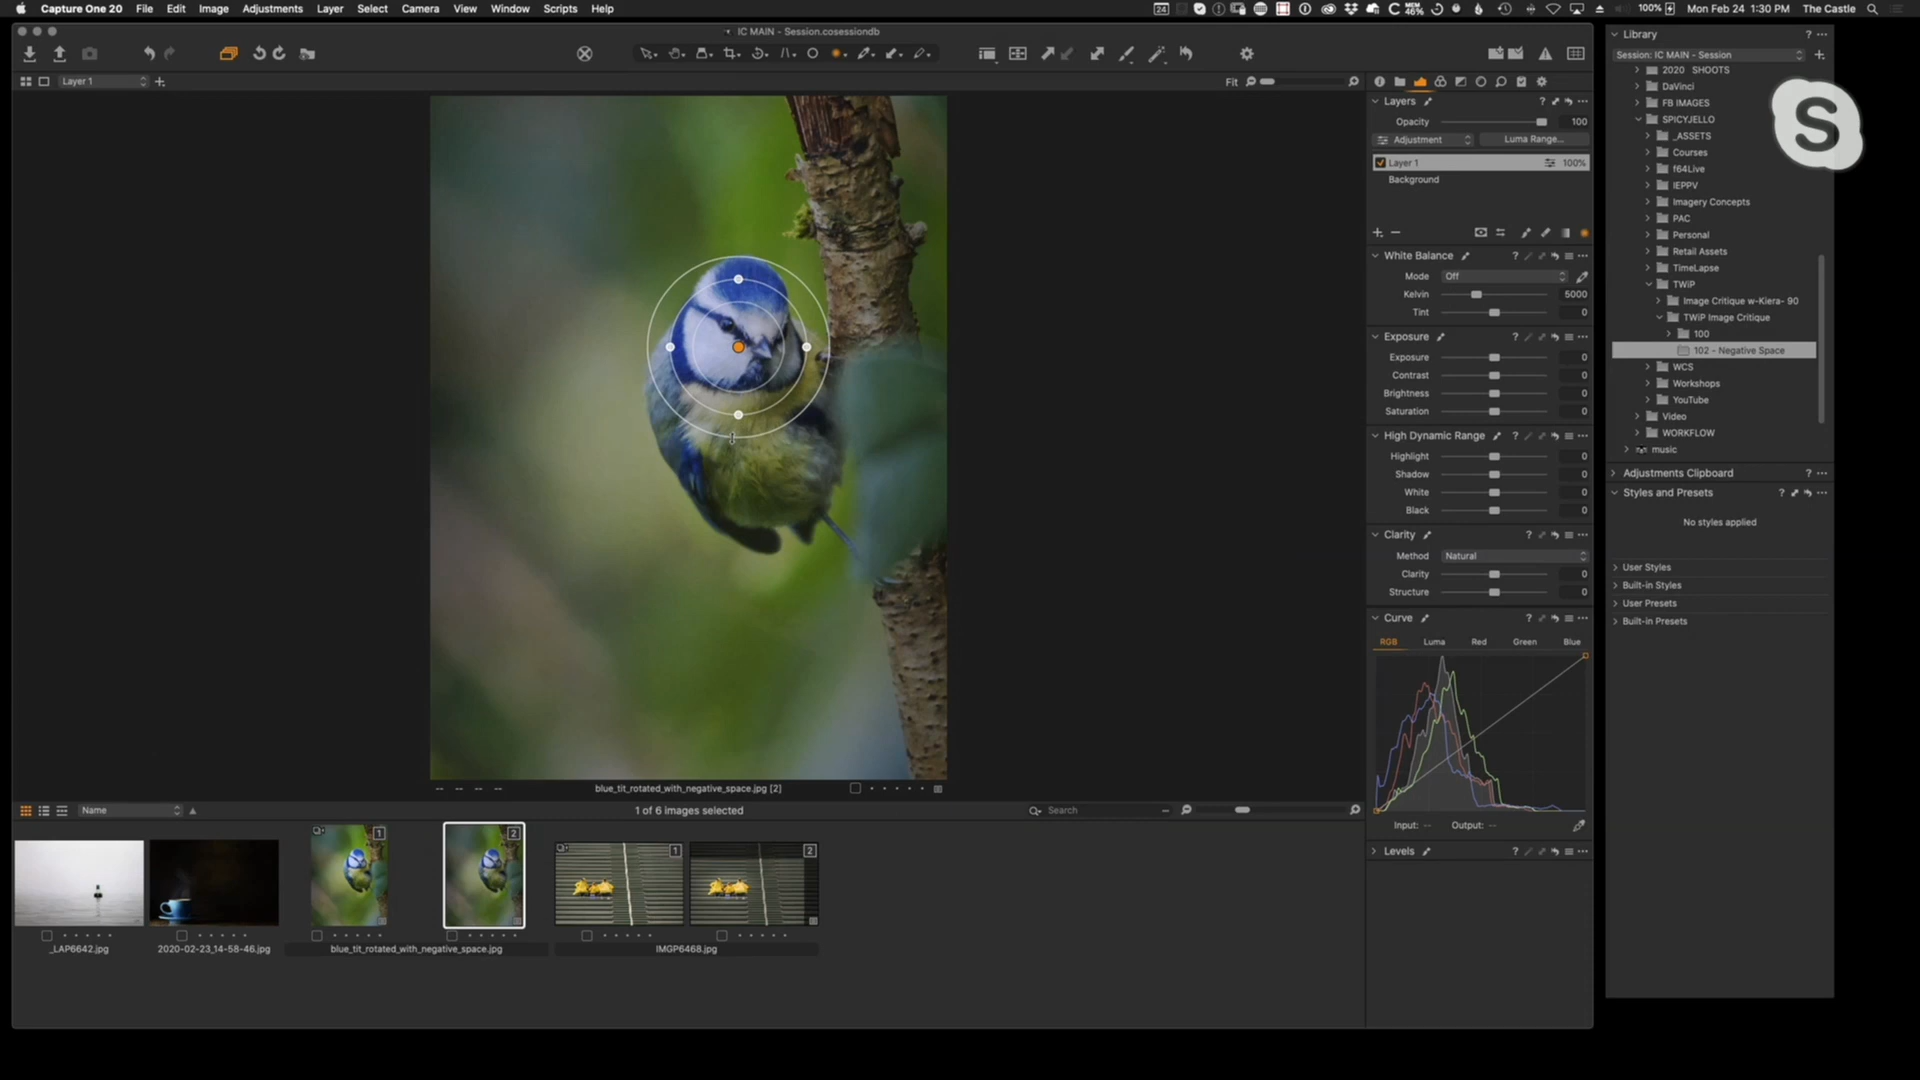 Capture One 20 File Edit Image Adjustments Layer Select Camera View Window Scripts Help
24 MEM 46% 100% Mon Feb 24 1:30 PM The Castle
IC MAIN - Session.cosessiondb
Layer 1
Fit
Layers ?
Opacity 100
Adjustment Luma Range...
Layer 1 100%
Background
White Balance ?
Mode Off
Kelvin 5000
Tint 0
Exposure ?
Exposure 0
Contrast 0
Brightness 0
Saturation 0
High Dynamic Range ?
Highlight 0
Shadow 0
White 0
Black 0
Clarity ?
Method Natural
Clarity 0
Structure 0
Curve ?
RGB Luma Red Green Blue
Input: -- Output: --
Levels ?
Library ?
Session: IC MAIN - Session
2020 SHOOTS
DaVinci
FB IMAGES
SPICYJELLO
_ASSETS
Courses
f64Live
IEPPV
Imagery Concepts
PAC
Personal
Retail Assets
TimeLapse
TWiP
Image Critique w-Kiera- 90
TWiP Image Critique
100
102 - Negative Space
WCS
Workshops
YouTube
Video
WORKFLOW
music
Adjustments Clipboard ?
Styles and Presets ?
No styles applied
User Styles
Built-in Styles
User Presets
Built-in Presets
S
-- -- -- -- blue_tit_rotated_with_negative_space.jpg [2]
Name 1 of 6 images selected Search
1 2 1 2
_LAP6642.jpg 2020-02-23_14-58-46.jpg blue_tit_rotated_with_negative_space.jpg IMGP6468.jpg